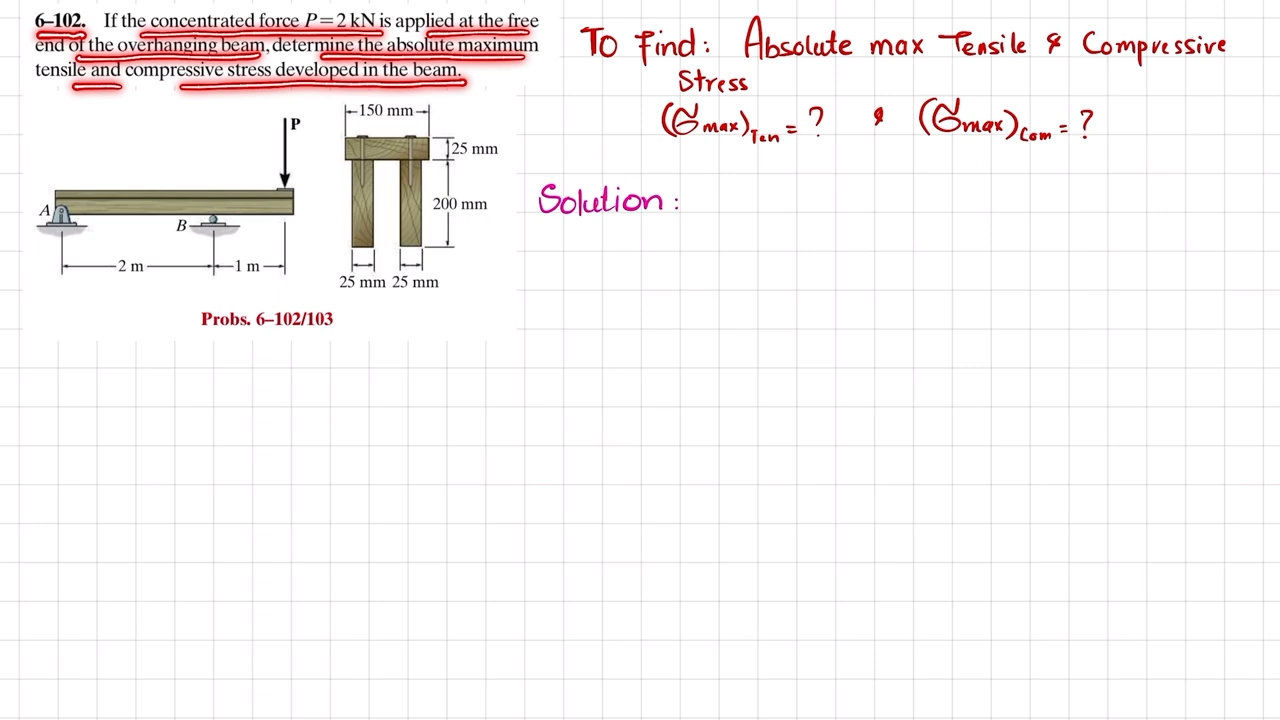 6–102. If the concentrated force P = 2 kN is applied at the free
end of the overhanging beam, determine the absolute maximum
tensile and compressive stress developed in the beam.
To find: Absolute max Tensile & Compressive
Stress
(σmax)Ten = ? & (σmax)Com = ?
Solution:
150 mm
P
25 mm
A
200 mm
B
2 m
1 m
25 mm 25 mm
Probs. 6–102/103